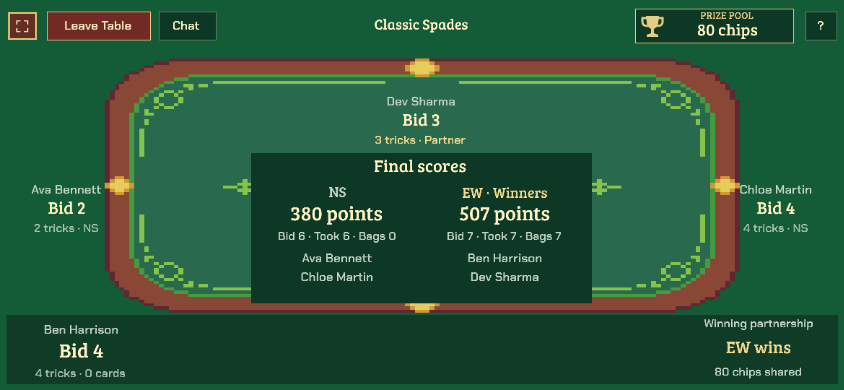 Leave Table
Chat
Classic Spades
PRIZE POOL
80 chips
?
Dev Sharma
Bid 3
3 tricks · Partner
Ava Bennett
Bid 2
2 tricks · NS
Chloe Martin
Bid 4
4 tricks · NS
Final scores
NS
380 points
Bid 6 · Took 6 · Bags 0
Ava Bennett
Chloe Martin
EW · Winners
507 points
Bid 7 · Took 7 · Bags 7
Ben Harrison
Dev Sharma
Ben Harrison
Bid 4
4 tricks · 0 cards
Winning partnership
EW wins
80 chips shared